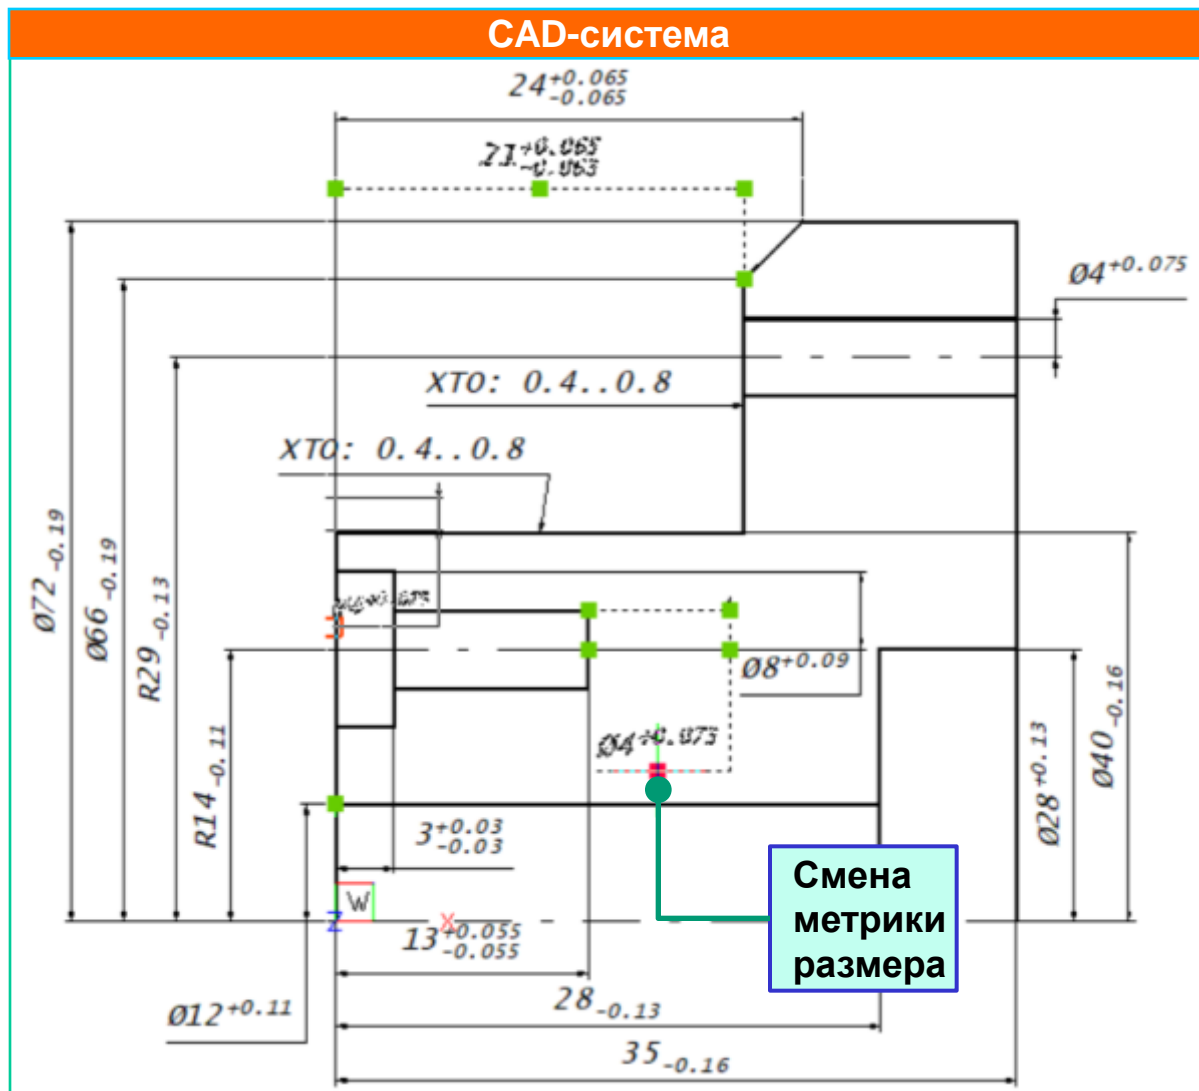 CAD-система
24+0.065
-0.065
21+0.065
-0.065
Ø4+0.075
ХТО: 0.4..0.8
ХТО: 0.4..0.8
Ø72-0.19
Ø66-0.19
R29-0.13
R14-0.11
Ø8+0.09
Ø4+0.075
Ø40-0.16
Ø28+0.13
3+0.03
-0.03
Смена
метрики
размера
W
Z
X
13+0.055
-0.055
28-0.13
Ø12+0.11
35-0.16